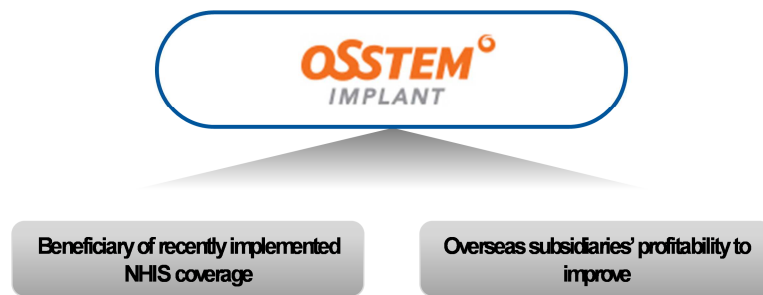 OSSTEM
IMPLANT
Beneficiary of recently implemented
NHIS coverage
Overseas subsidiaries' profitability to
improve